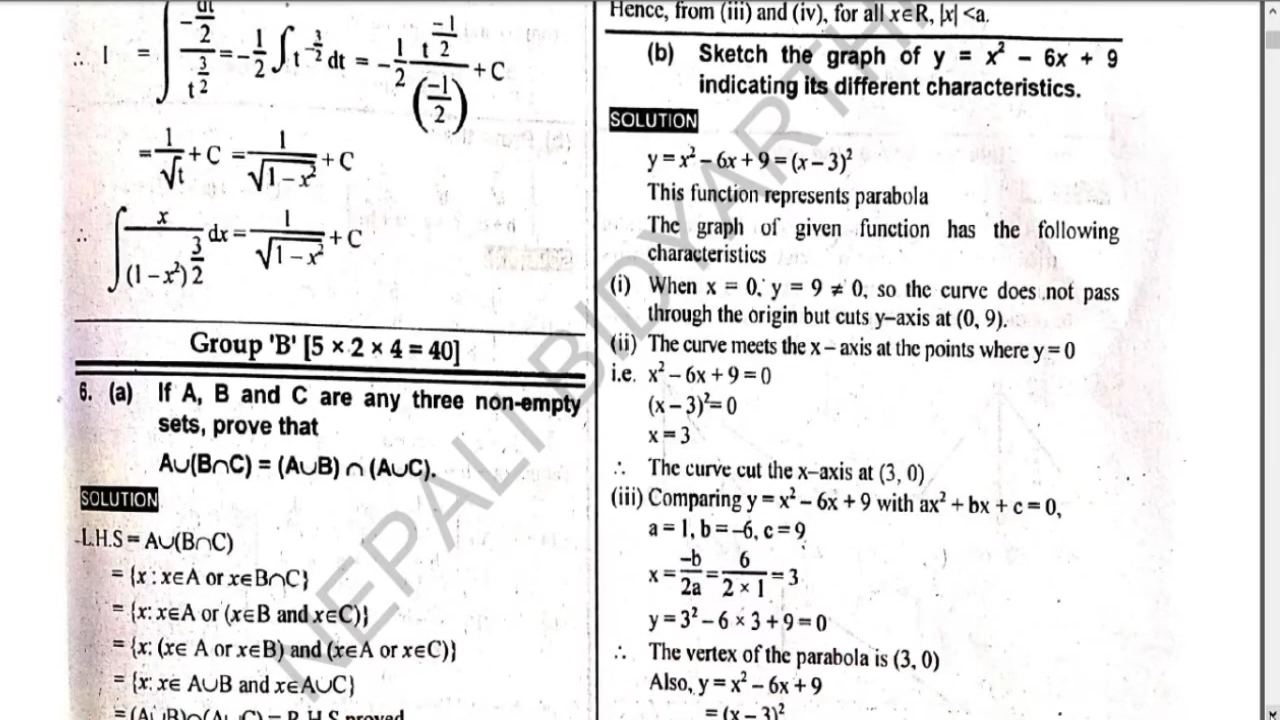 ∴ I = ∫ (-dt/2)/(t^(3/2)) = -1/2 ∫ t^(-3/2) dt = -1/2 (t^(-1/2))/((-1/2)) + C
= 1/√t + C = 1/√(1-x²) + C
∴ ∫ x/((1-x²)^(3/2)) dx = 1/√(1-x²) + C
Group 'B' [5 × 2 × 4 = 40]
6. (a) If A, B and C are any three non-empty
sets, prove that
A∪(B∩C) = (A∪B) ∩ (A∪C).
SOLUTION
L.H.S = A∪(B∩C)
= {x : x∈A or x∈B∩C}
= {x: x∈A or (x∈B and x∈C)}
= {x: (x∈ A or x∈B) and (x∈A or x∈C)}
= {x: x∈ A∪B and x∈A∪C}
= (A∪B)∩(A∪C) = R.H.S proved
Hence, from (iii) and (iv), for all x∈R, |x| <a.
(b) Sketch the graph of y = x² – 6x + 9
indicating its different characteristics.
SOLUTION
y = x² – 6x + 9 = (x – 3)²
This function represents parabola
The graph of given function has the following
characteristics
(i) When x = 0, y = 9 ≠ 0, so the curve does not pass
through the origin but cuts y–axis at (0, 9).
(ii) The curve meets the x – axis at the points where y = 0
i.e. x² – 6x + 9 = 0
(x – 3)²= 0
x = 3
∴ The curve cut the x–axis at (3, 0)
(iii) Comparing y = x² – 6x + 9 with ax² + bx + c = 0,
a = 1, b = –6, c = 9
x = –b/2a = 6/(2 × 1) = 3
y = 3² – 6 × 3 + 9 = 0
∴ The vertex of the parabola is (3, 0)
Also, y = x² – 6x + 9
= (x – 3)²
NEPALI BIDYARTHI